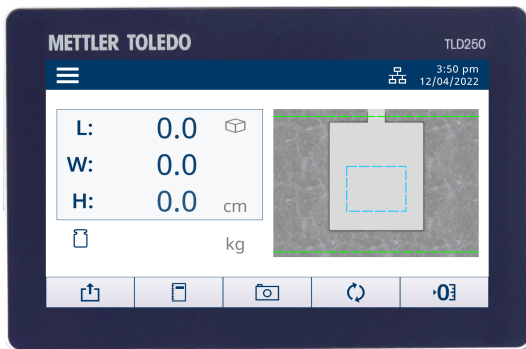 METTLER TOLEDO
TLD250
3:50 pm
12/04/2022
L: 0.0
W: 0.0
H: 0.0 cm
kg
›0‹